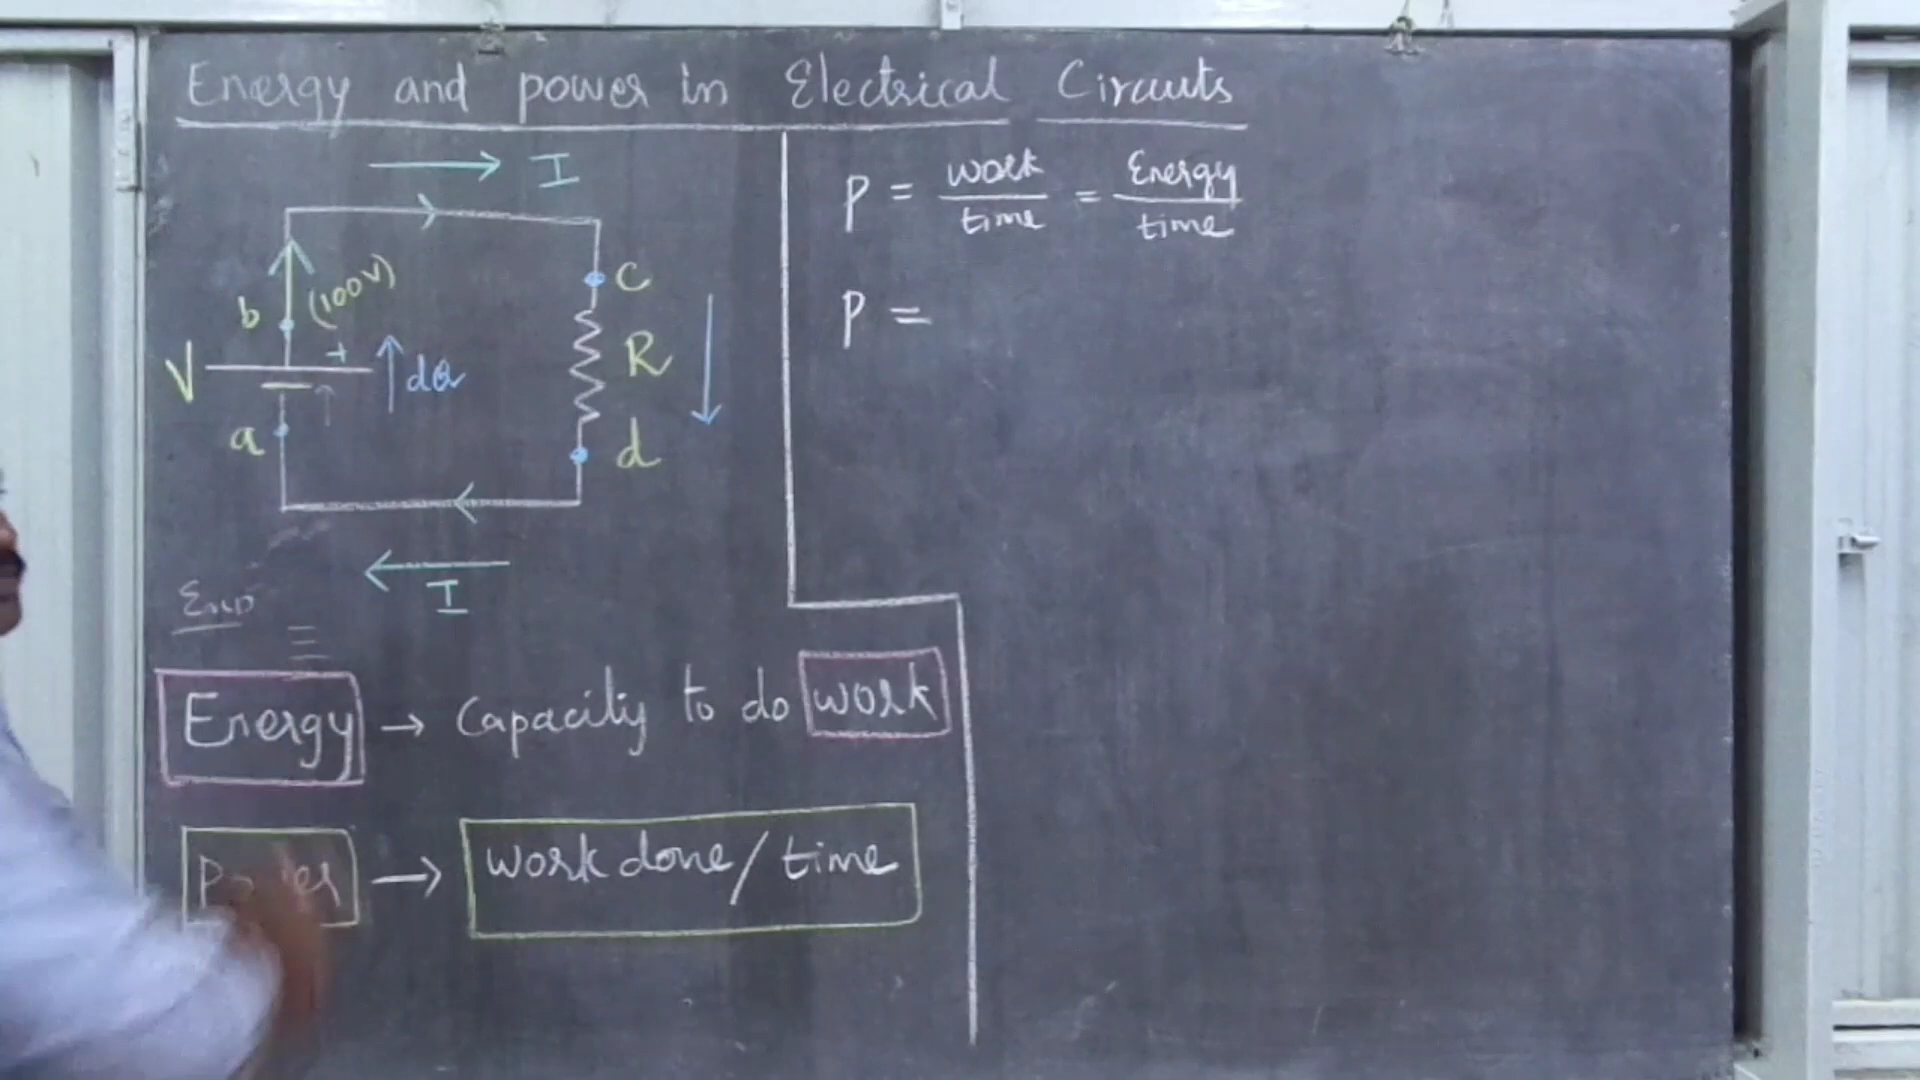 Energy and power in Electrical Circuits
I
P = work/time = Energy/time
b (100V)
C
P =
V
+
dQ
R
a
d
I
Energy → Capacity to do work
Power → work done / time